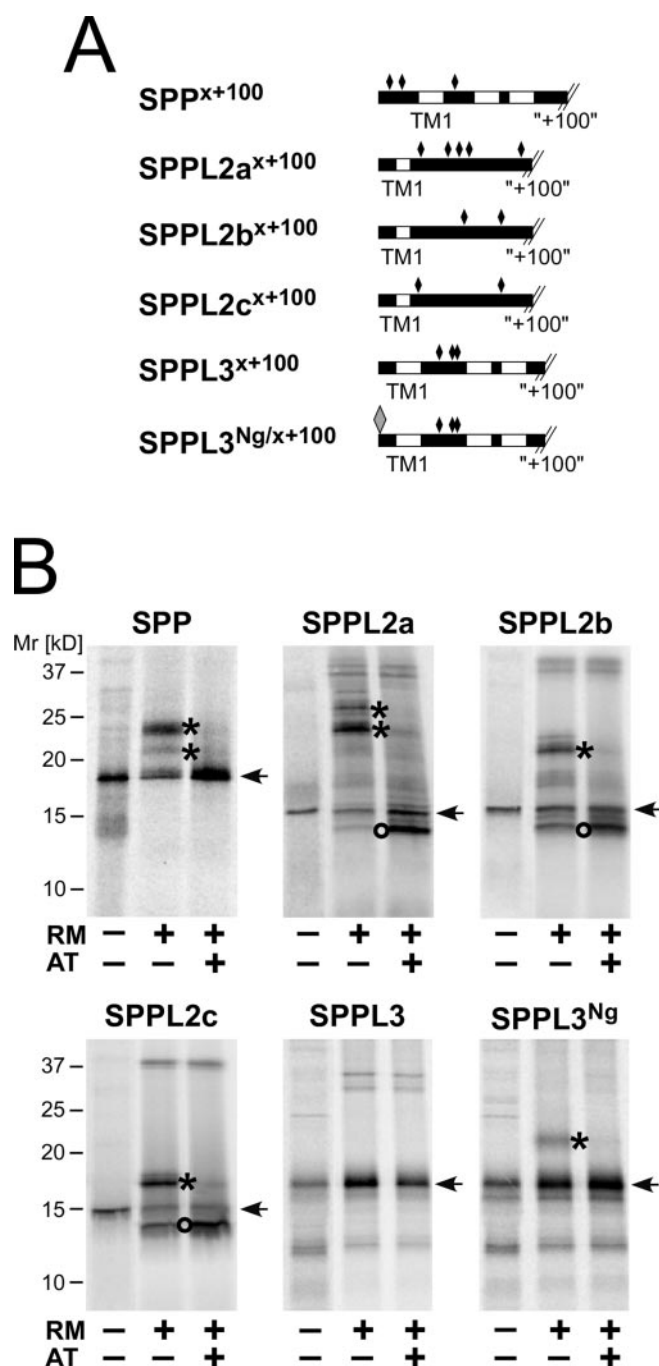 A
SPPx+100
TM1 "+100"
SPPL2ax+100
TM1 "+100"
SPPL2bx+100
TM1 "+100"
SPPL2cx+100
TM1 "+100"
SPPL3x+100
TM1 "+100"
SPPL3Ng/x+100
TM1 "+100"
B
SPP SPPL2a SPPL2b
Mr [kD]
37
25
20
15
10
* * * * *
RM − + + − + + − + +
AT − − + − − + − − +
SPPL2c SPPL3 SPPL3Ng
37
25
20
15
10
* *
RM − + + − + + − + +
AT − − + − − + − − +